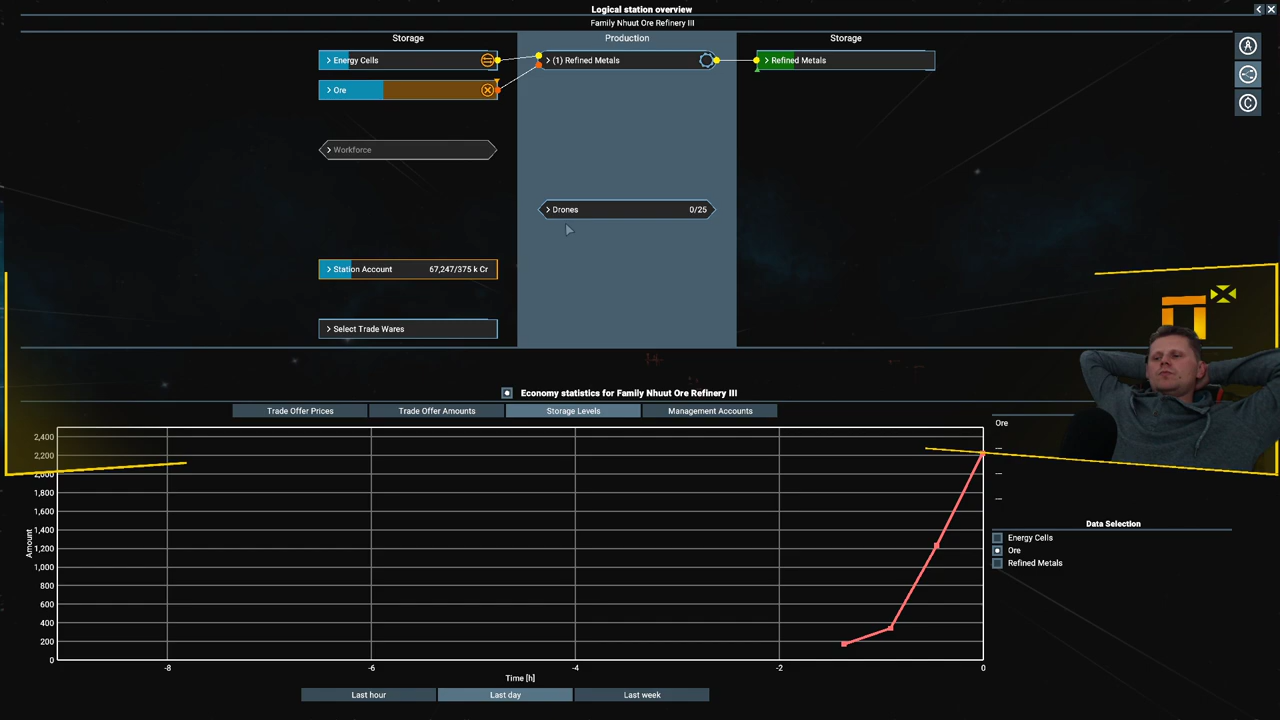 Logical station overview
Family Nhuut Ore Refinery III
Storage
Production
Storage
Energy Cells
(1) Refined Metals
Refined Metals
Ore
Workforce
Drones 0/25
Station Account 67,247/375 k Cr
Select Trade Wares
Economy statistics for Family Nhuut Ore Refinery III
Trade Offer Prices
Trade Offer Amounts
Storage Levels
Management Accounts
Ore
2,400
2,200
2,000
1,800
1,600
1,400
1,200
1,000
800
600
400
200
0
Amount
-8
-6
-4
-2
0
Time [h]
Data Selection
Energy Cells
Ore
Refined Metals
Last hour
Last day
Last week